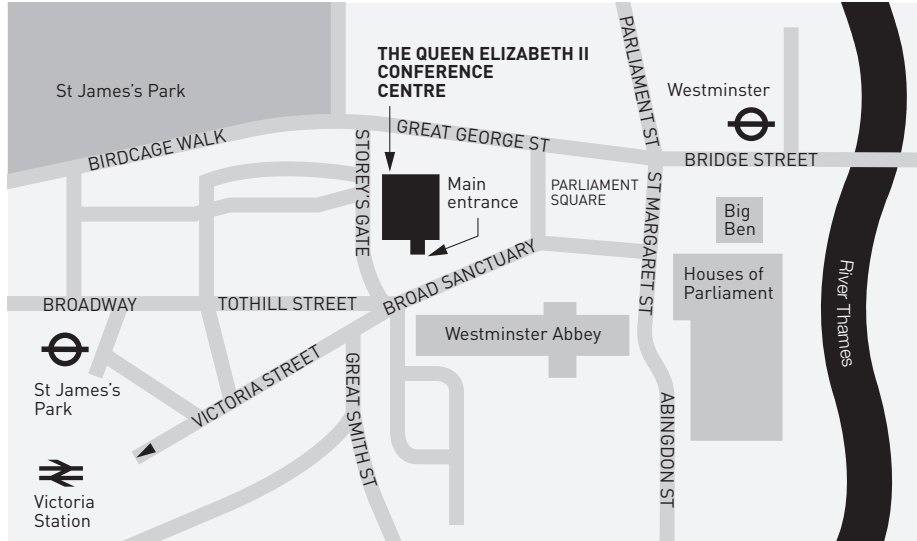 THE QUEEN ELIZABETH II
CONFERENCE
CENTRE
St James’s Park
BIRDCAGE WALK
GREAT GEORGE ST
PARLIAMENT ST
Westminster
BRIDGE STREET
STOREY’S GATE
Main
entrance
PARLIAMENT
SQUARE
ST MARGARET ST
Big
Ben
Houses of
Parliament
River Thames
BROADWAY
TOTHILL STREET
BROAD SANCTUARY
Westminster Abbey
St James’s
Park
VICTORIA STREET
GREAT SMITH ST
ABINGDON ST
Victoria
Station